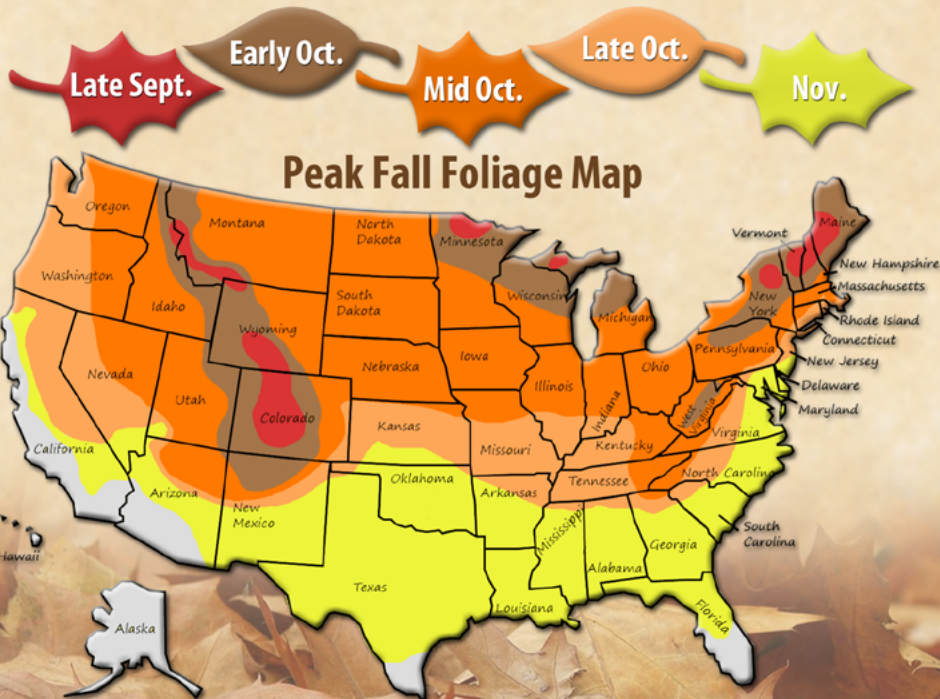 Late Sept.
Early Oct.
Mid Oct.
Late Oct.
Nov.
Peak Fall Foliage Map
Oregon
Washington
Idaho
Montana
North
Dakota
South
Dakota
Minnesota
Wisconsin
Michigan
Wyoming
Nebraska
Iowa
Illinois
Indiana
Ohio
Nevada
Utah
Colorado
Kansas
Missouri
Kentucky
West
Virginia
Virginia
Pennsylvania
New
York
Vermont
Maine
New Hampshire
Massachusetts
Rhode Island
Connecticut
New Jersey
Delaware
Maryland
California
Arizona
New
Mexico
Oklahoma
Arkansas
Tennessee
North Carolina
South
Carolina
Mississippi
Alabama
Georgia
Texas
Louisiana
Florida
Hawaii
Alaska